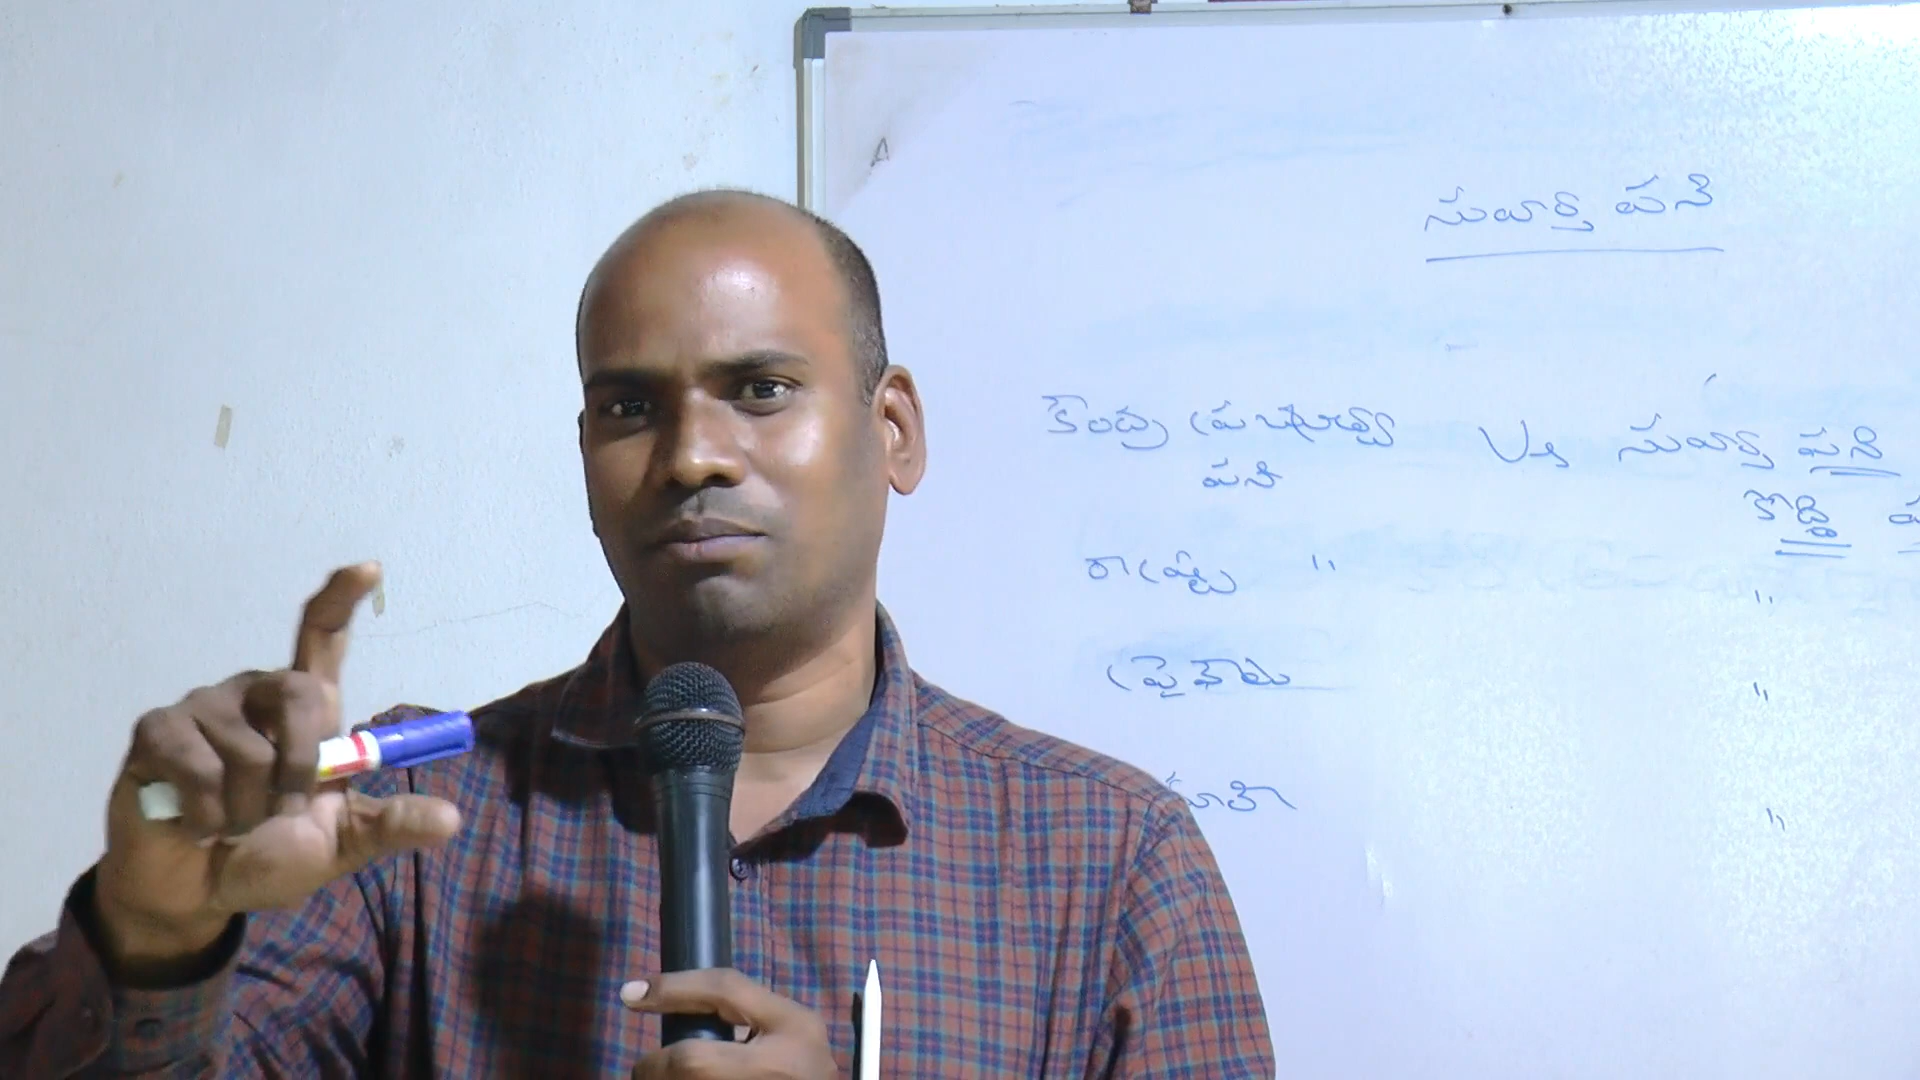 A
సువార్త పని
కేంద్ర ప్రభుత్వ Vs సువార్త పని
పని
కొద్ది
రాష్ట్ర "
"
ప్రైవేటు "
"